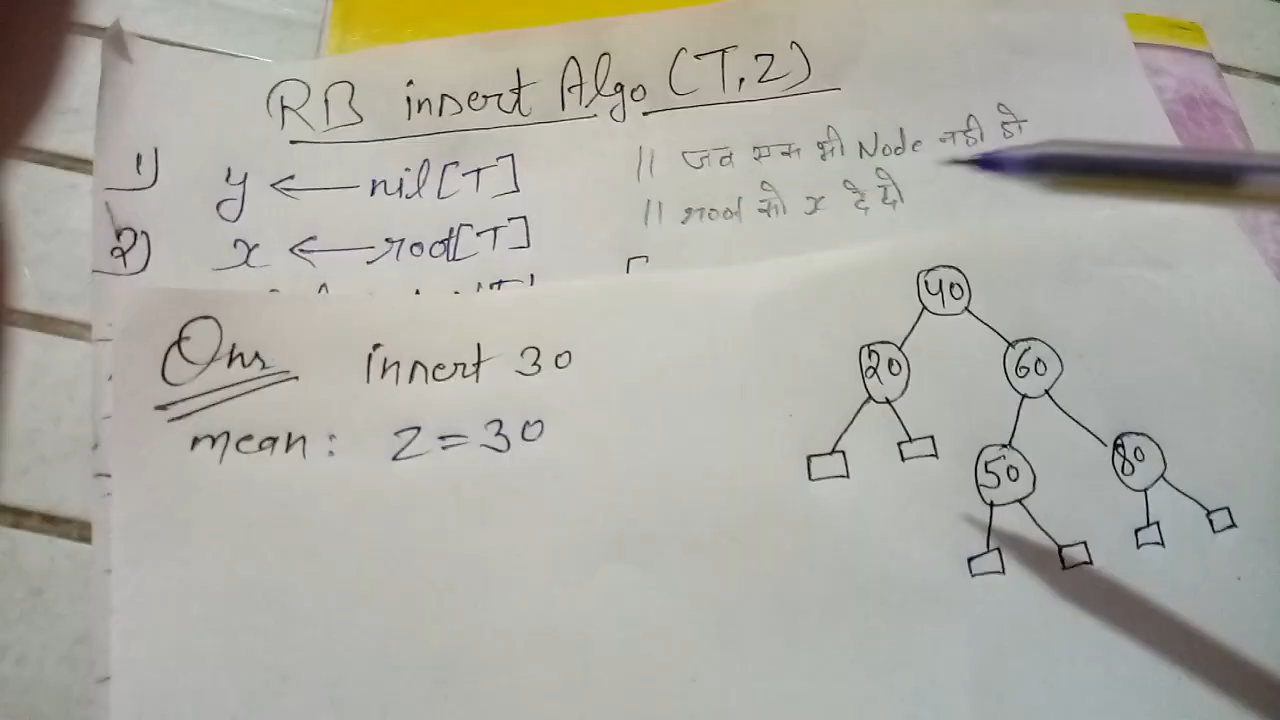 RB insert Algo (T,Z)
1) y ← nil[T] || जब एक भी Node नही हो
2) x ← root[T] || root को x दे दो
Ons insert 30
mean: Z=30
40
20 60
50 80